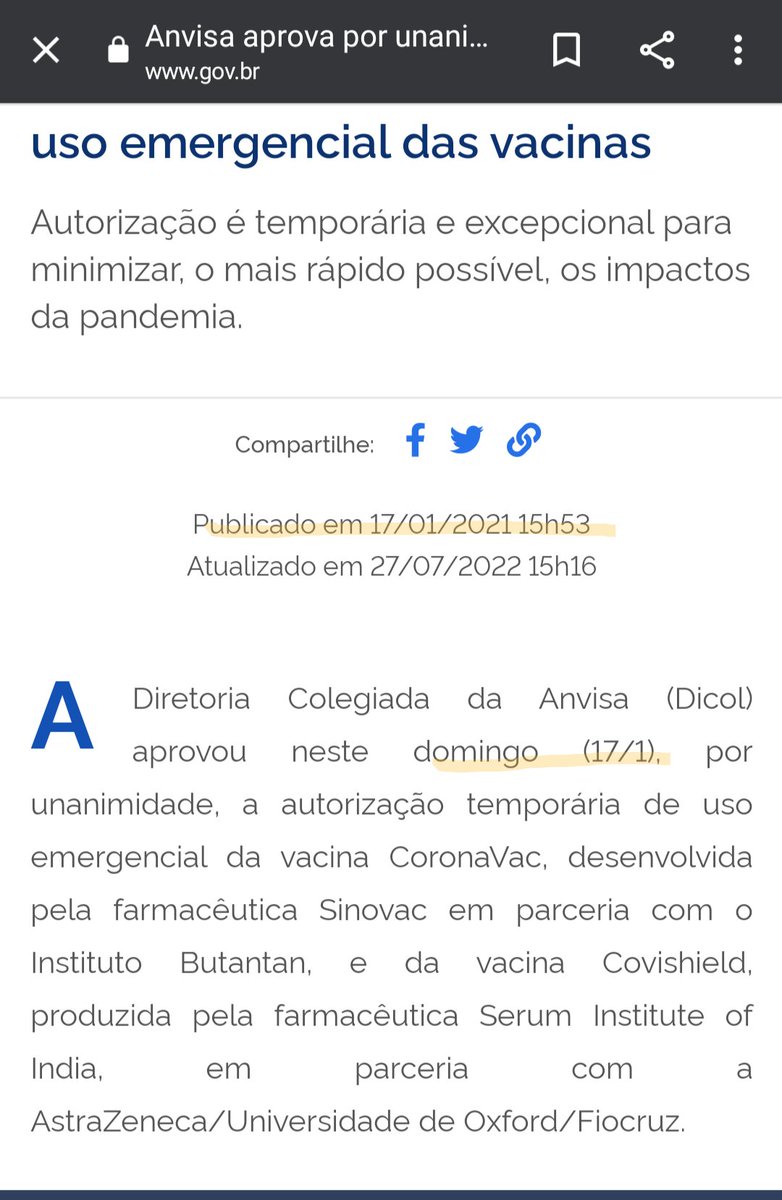 Anvisa aprova por unani...
www.gov.br
uso emergencial das vacinas
Autorização é temporária e excepcional para
minimizar, o mais rápido possível, os impactos
da pandemia.
Compartilhe:
Publicado em 17/01/2021 15h53
Atualizado em 27/07/2022 15h16
A Diretoria Colegiada da Anvisa (Dicol)
aprovou neste domingo (17/1), por
unanimidade, a autorização temporária de uso
emergencial da vacina CoronaVac, desenvolvida
pela farmacêutica Sinovac em parceria com o
Instituto Butantan, e da vacina Covishield,
produzida pela farmacêutica Serum Institute of
India, em parceria com a
AstraZeneca/Universidade de Oxford/Fiocruz.